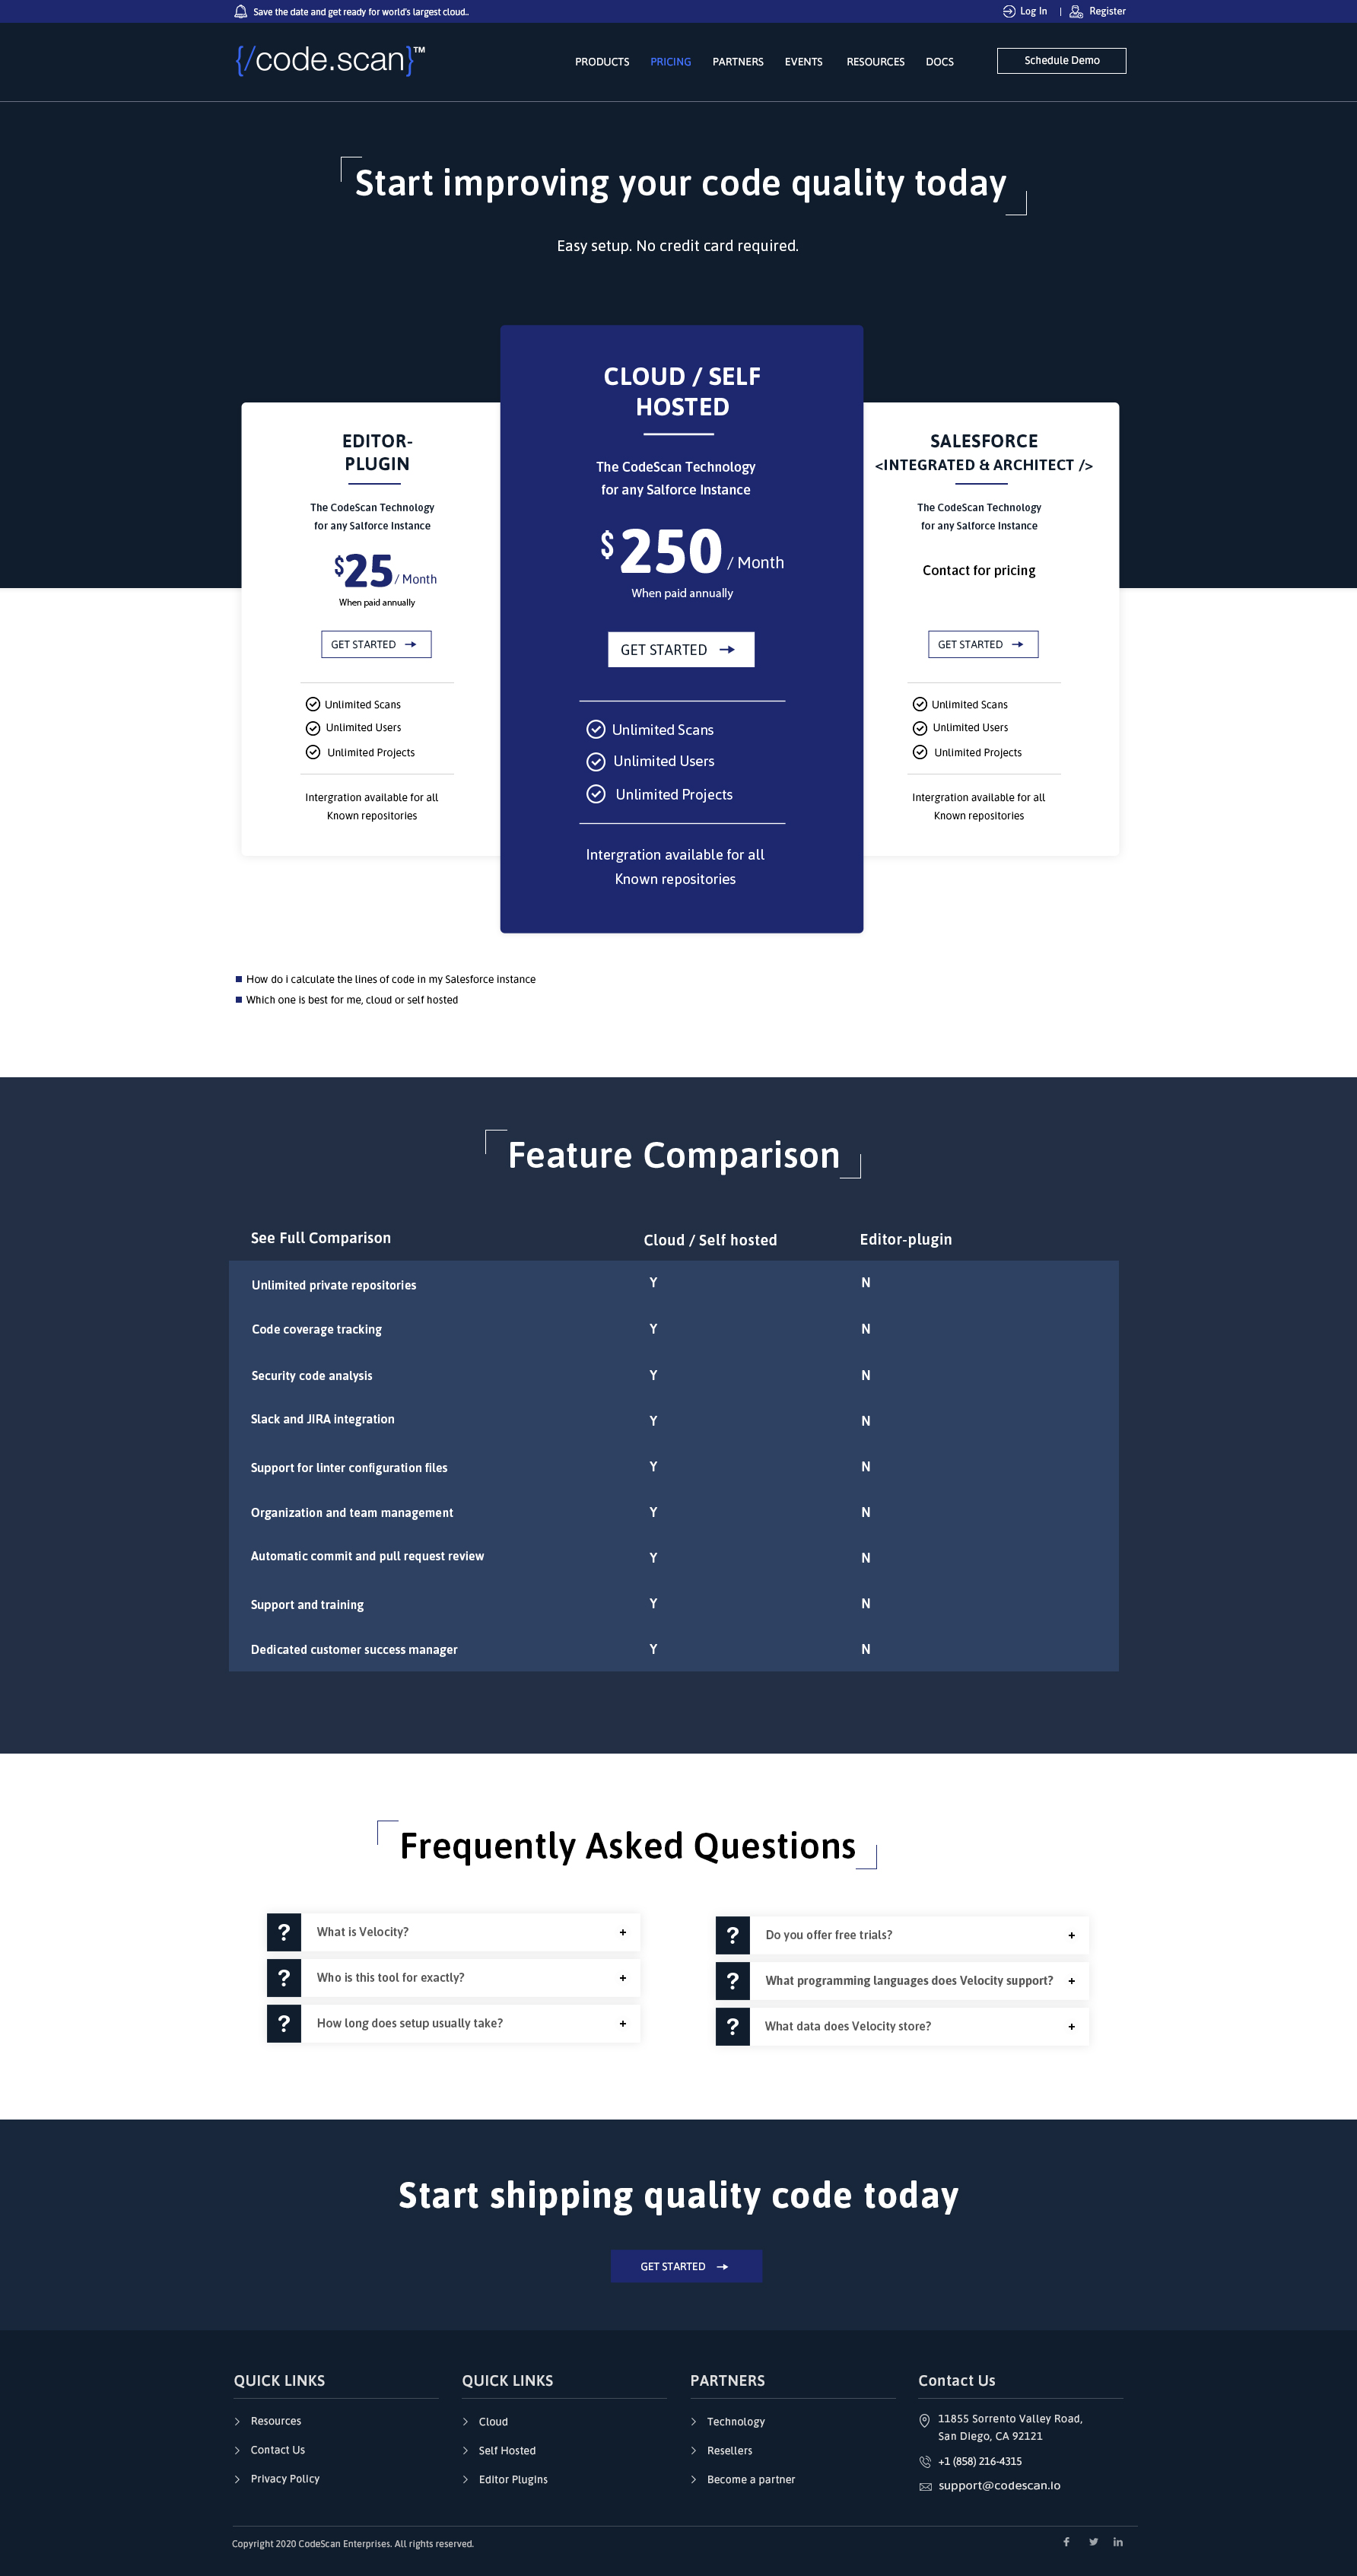 Save the date and get ready for world's largest cloud..
Log In | Register
{/code.scan}™
PRODUCTS PRICING PARTNERS EVENTS RESOURCES DOCS
Schedule Demo
Start improving your code quality today
Easy setup. No credit card required.
EDITOR-
PLUGIN
The CodeScan Technology
for any Salforce Instance
$25 / Month
When paid annually
GET STARTED
Unlimited Scans
Unlimited Users
Unlimited Projects
Intergration available for all
Known repositories
CLOUD / SELF
HOSTED
The CodeScan Technology
for any Salforce Instance
$250 / Month
When paid annually
GET STARTED
Unlimited Scans
Unlimited Users
Unlimited Projects
Intergration available for all
Known repositories
SALESFORCE
<INTEGRATED & ARCHITECT />
The CodeScan Technology
for any Salforce Instance
Contact for pricing
GET STARTED
Unlimited Scans
Unlimited Users
Unlimited Projects
Intergration available for all
Known repositories
How do i calculate the lines of code in my Salesforce instance
Which one is best for me, cloud or self hosted
Feature Comparison
See Full Comparison Cloud / Self hosted Editor-plugin
Unlimited private repositories Y N
Code coverage tracking Y N
Security code analysis Y N
Slack and JIRA integration Y N
Support for linter configuration files Y N
Organization and team management Y N
Automatic commit and pull request review Y N
Support and training Y N
Dedicated customer success manager Y N
Frequently Asked Questions
? What is Velocity? +
? Who is this tool for exactly? +
? How long does setup usually take? +
? Do you offer free trials? +
? What programming languages does Velocity support? +
? What data does Velocity store? +
Start shipping quality code today
GET STARTED
QUICK LINKS
Resources
Contact Us
Privacy Policy
QUICK LINKS
Cloud
Self Hosted
Editor Plugins
PARTNERS
Technology
Resellers
Become a partner
Contact Us
11855 Sorrento Valley Road,
San Diego, CA 92121
+1 (858) 216-4315
support@codescan.io
Copyright 2020 CodeScan Enterprises. All rights reserved.